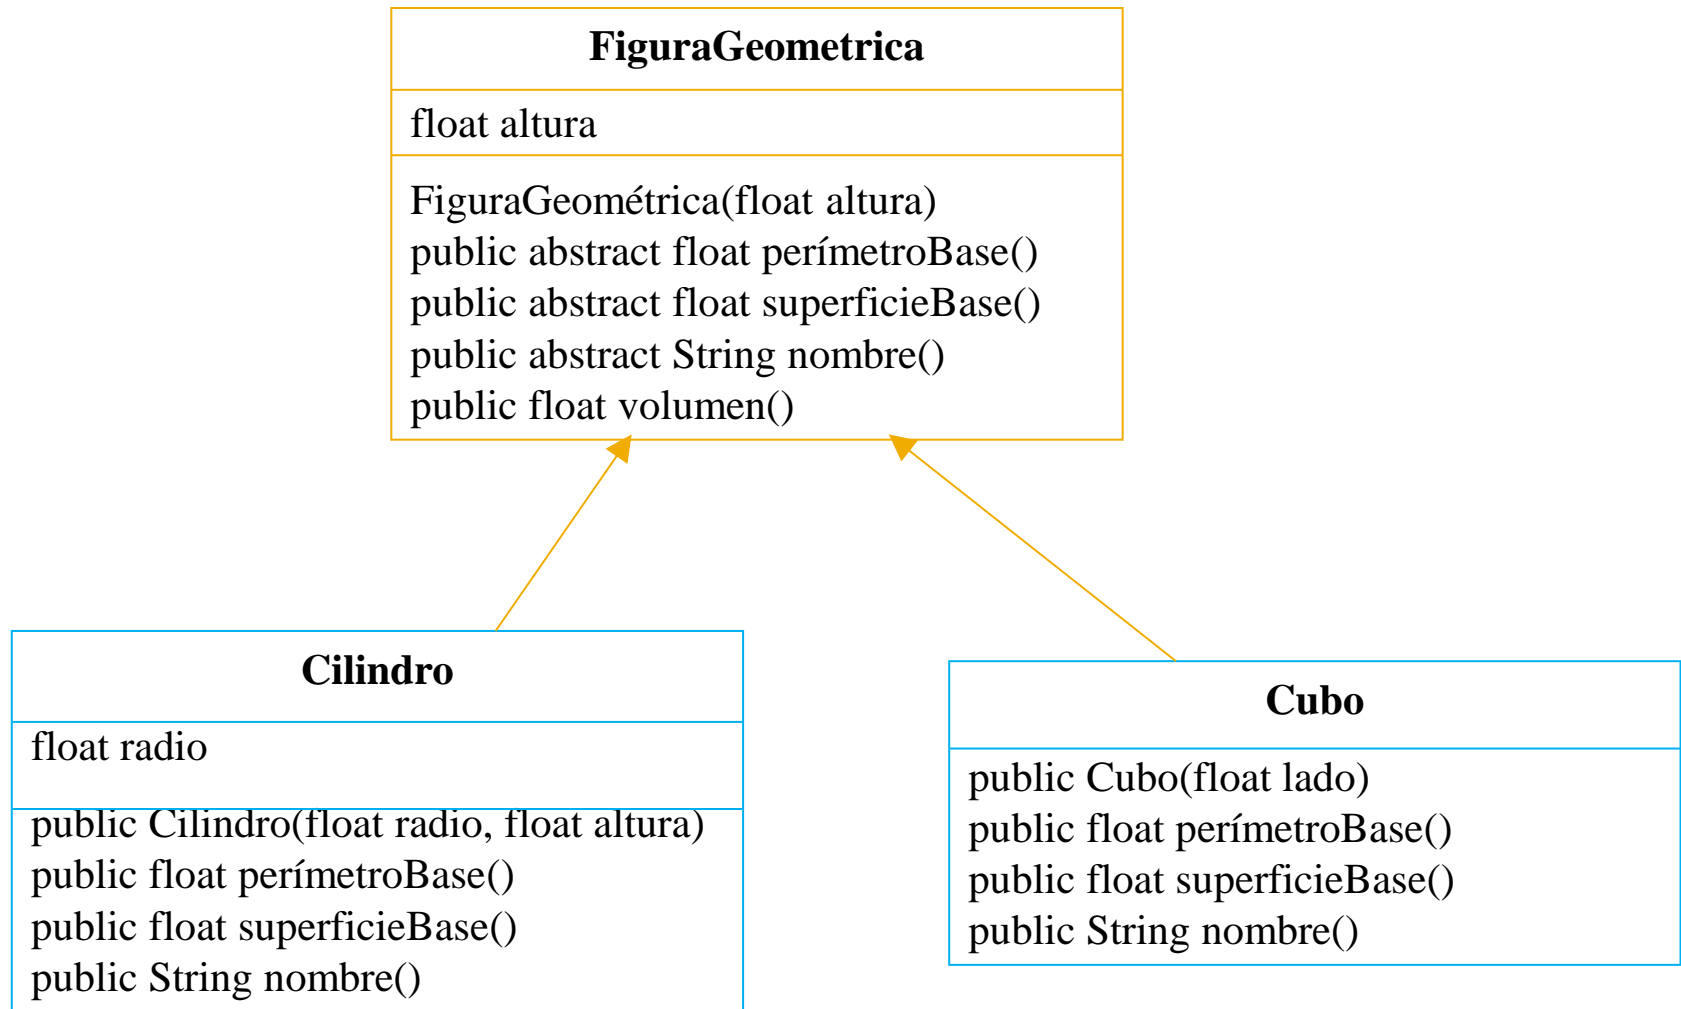 FiguraGeometrica
float altura
FiguraGeométrica(float altura)
public abstract float perímetroBase()
public abstract float superficieBase()
public abstract String nombre()
public float volumen()
Cilindro
float radio
public Cilindro(float radio, float altura)
public float perímetroBase()
public float superficieBase()
public String nombre()
Cubo
public Cubo(float lado)
public float perímetroBase()
public float superficieBase()
public String nombre()